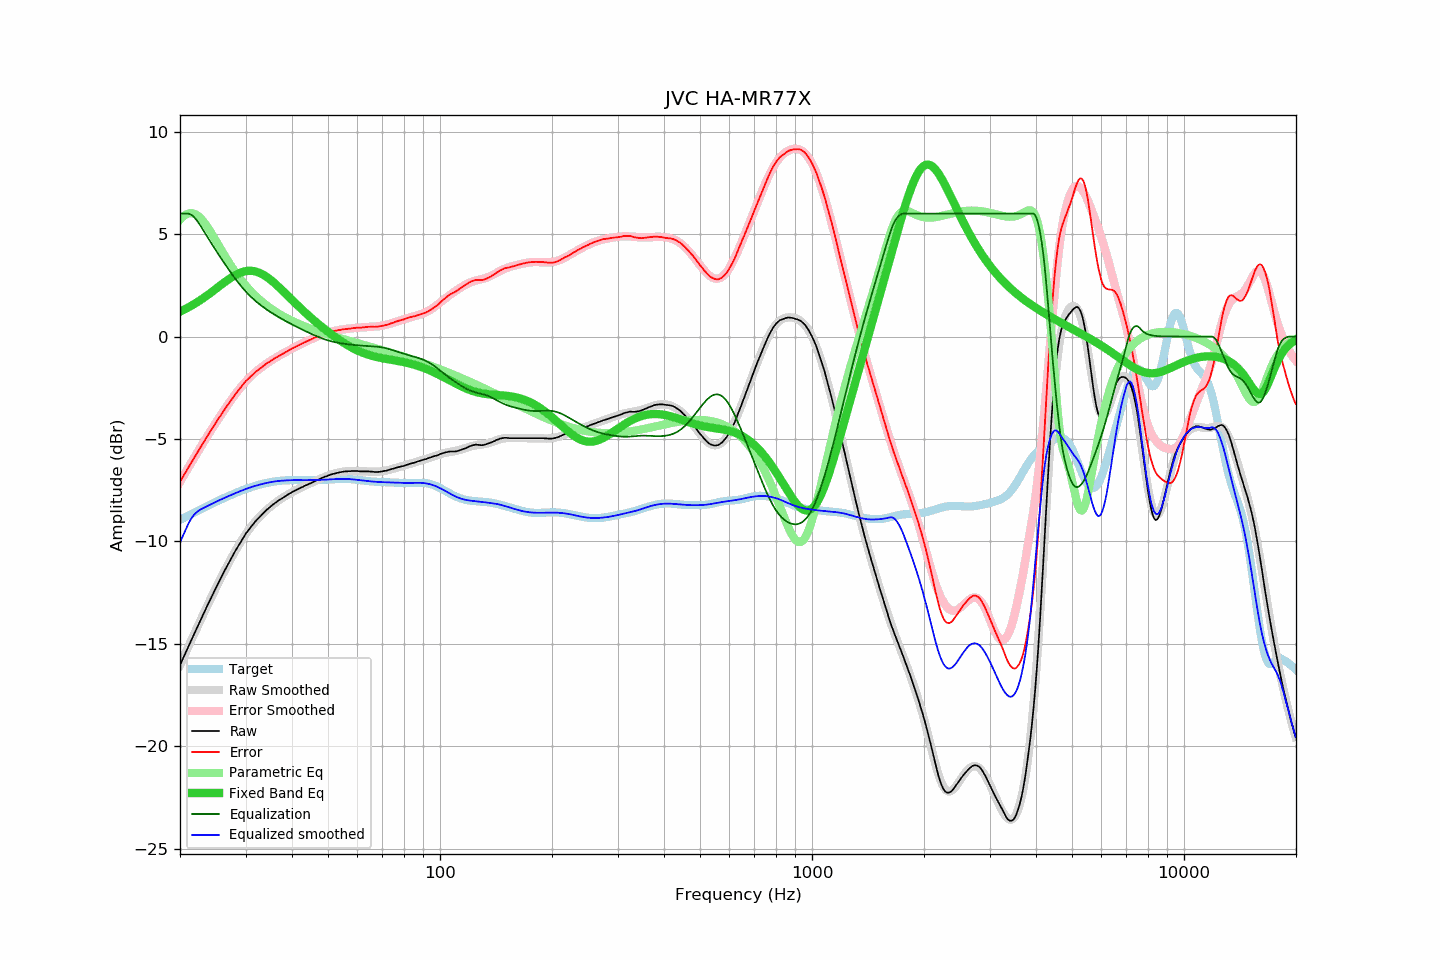 JVC HA-MR77X
10
5
0
−5
−10
−15
−20
−25
Amplitude (dBr)
Target
Raw Smoothed
Error Smoothed
Raw
Error
Parametric Eq
Fixed Band Eq
Equalization
Equalized smoothed
100 1000 10000
Frequency (Hz)